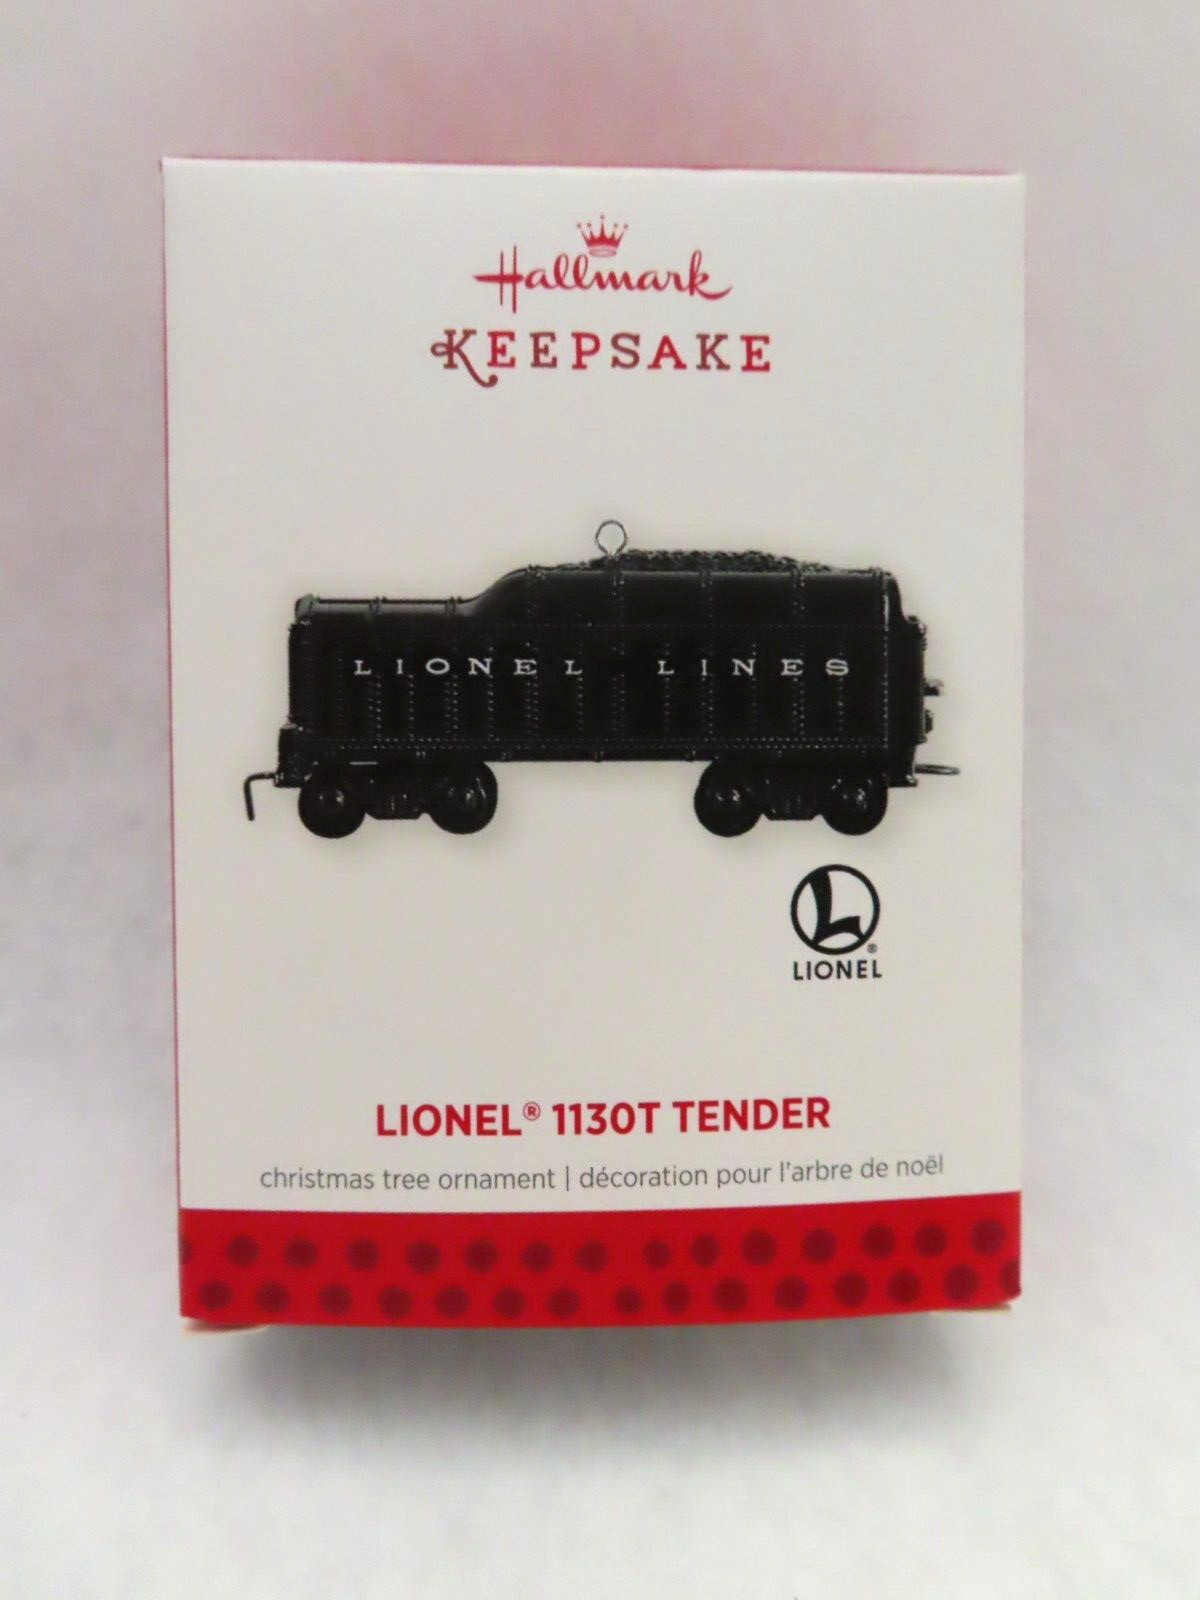 Hallmark
KEEPSAKE
LIONEL LINES
L®
LIONEL
LIONEL® 1130T TENDER
christmas tree ornament | décoration pour l'arbre de noël